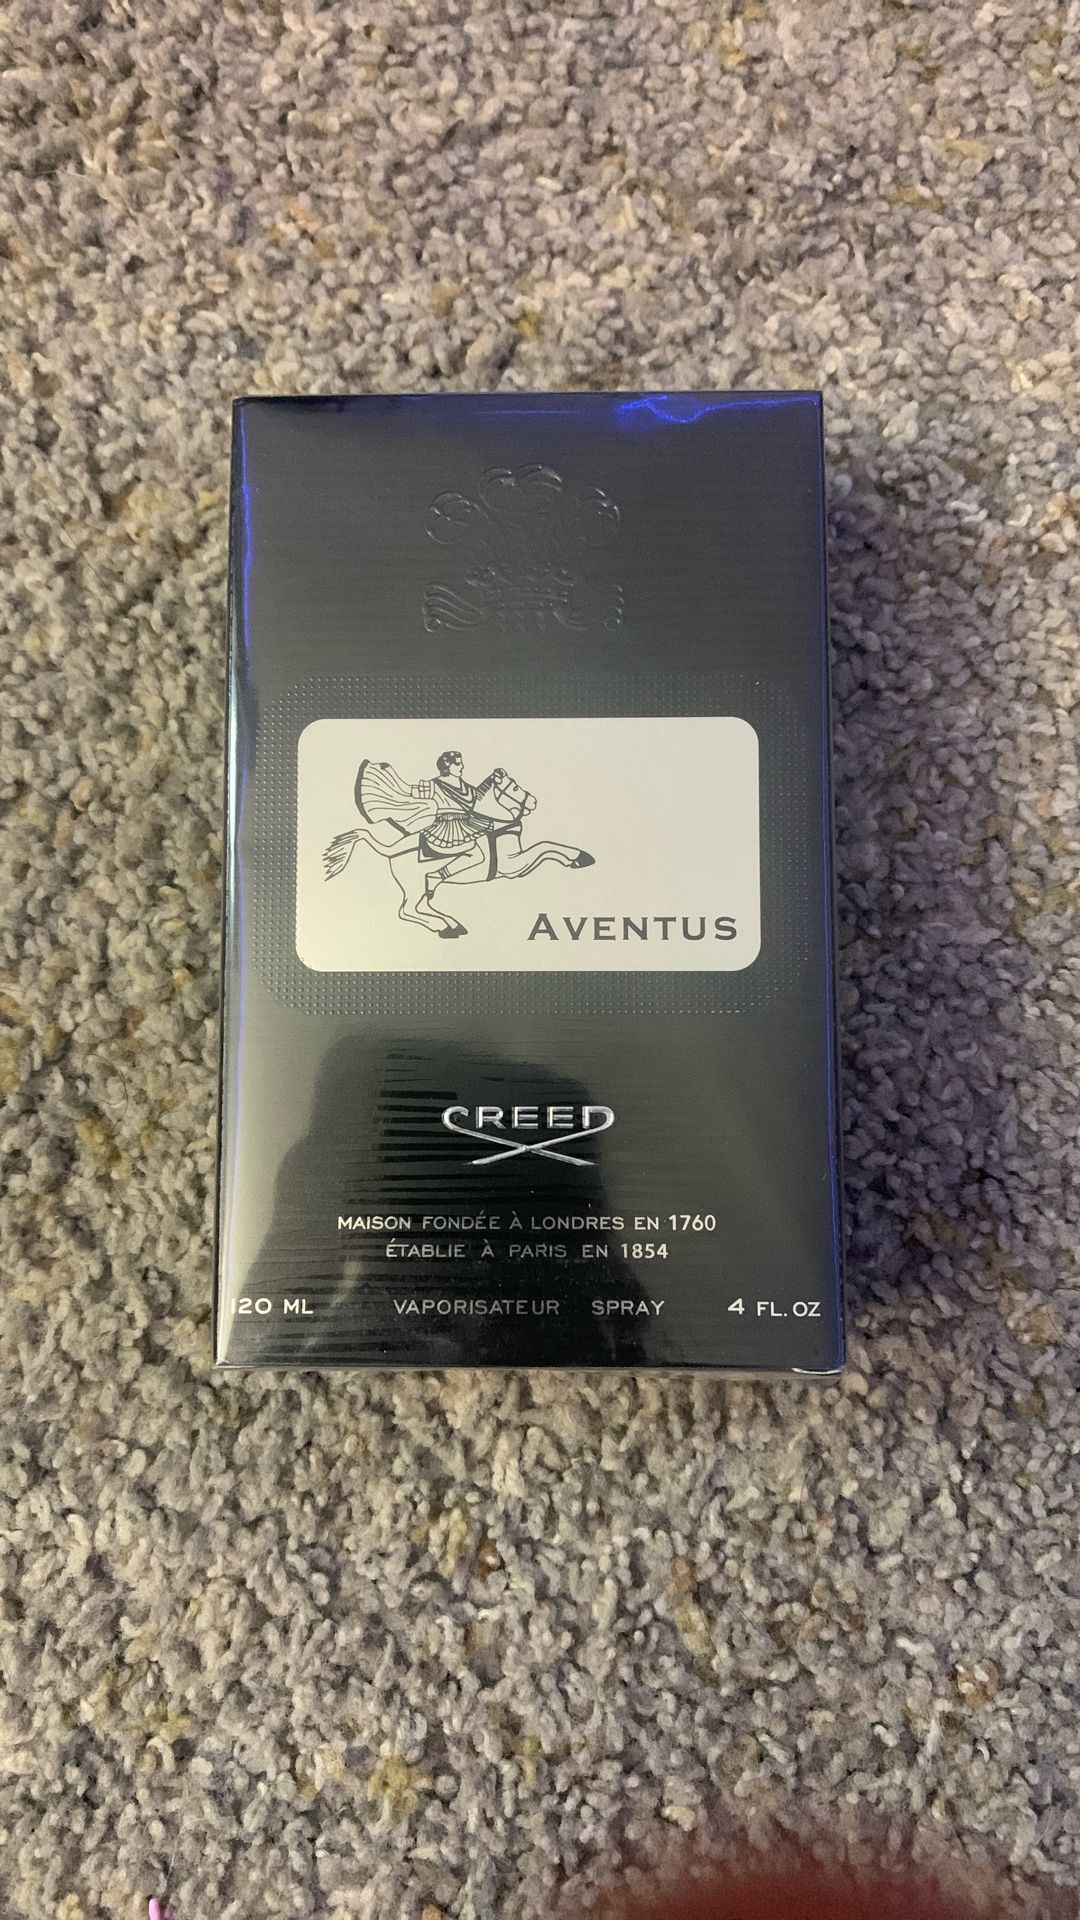 AVENTUS
CREED
MAISON FONDÉE À LONDRES EN 1760
ÉTABLIE À PARIS EN 1854
120 ML VAPORISATEUR SPRAY 4 FL. OZ